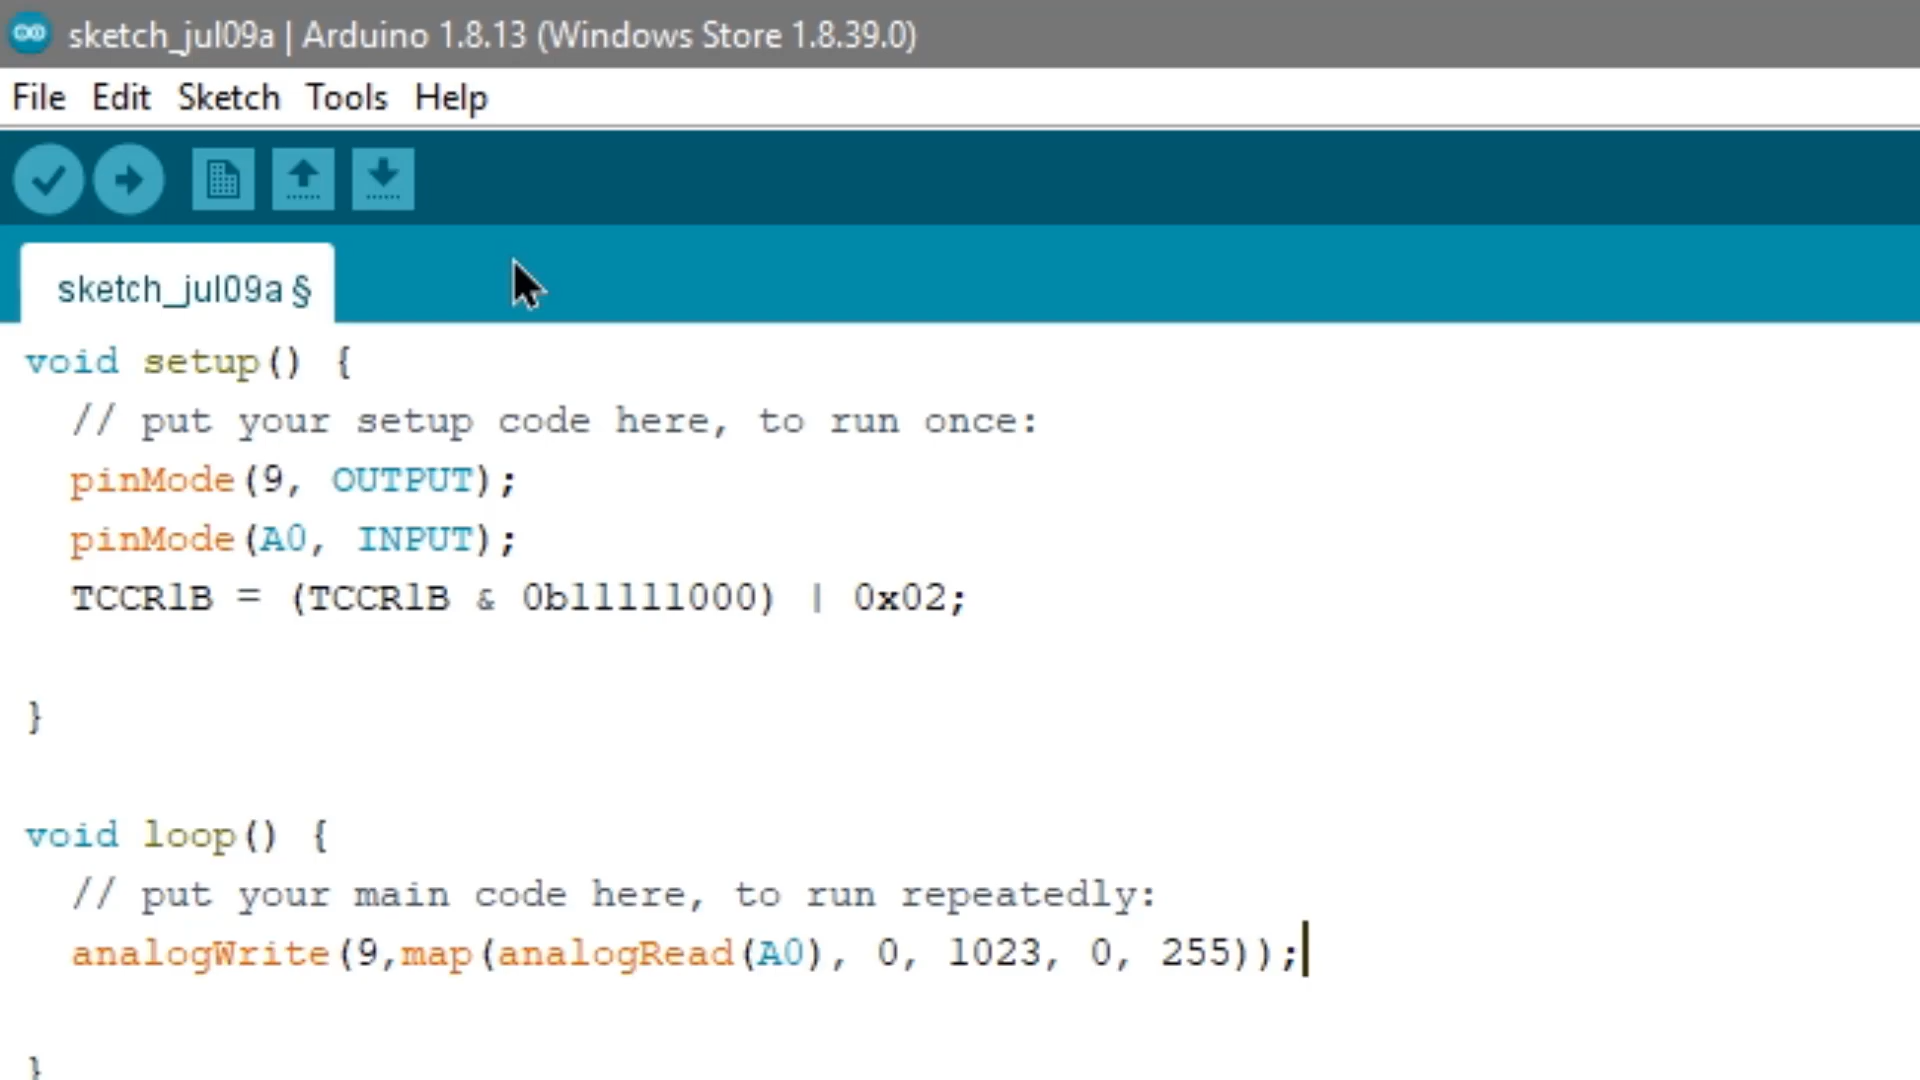 sketch_jul09a | Arduino 1.8.13 (Windows Store 1.8.39.0)
File Edit Sketch Tools Help
sketch_jul09a §
void setup() {
  // put your setup code here, to run once:
  pinMode(9, OUTPUT);
  pinMode(A0, INPUT);
  TCCR1B = (TCCR1B & 0b11111000) | 0x02;
}
void loop() {
  // put your main code here, to run repeatedly:
  analogWrite(9,map(analogRead(A0), 0, 1023, 0, 255));
}